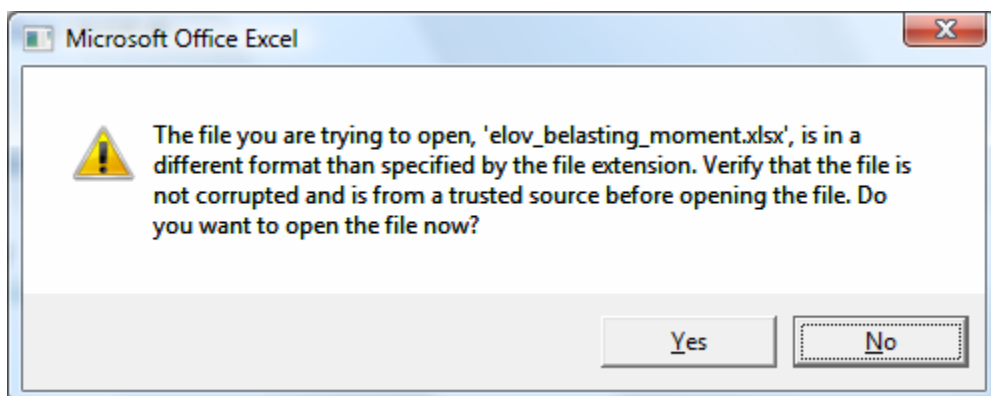 Microsoft Office Excel
The file you are trying to open, 'elov_belasting_moment.xlsx', is in a
different format than specified by the file extension. Verify that the file is
not corrupted and is from a trusted source before opening the file. Do
you want to open the file now?
Yes
No